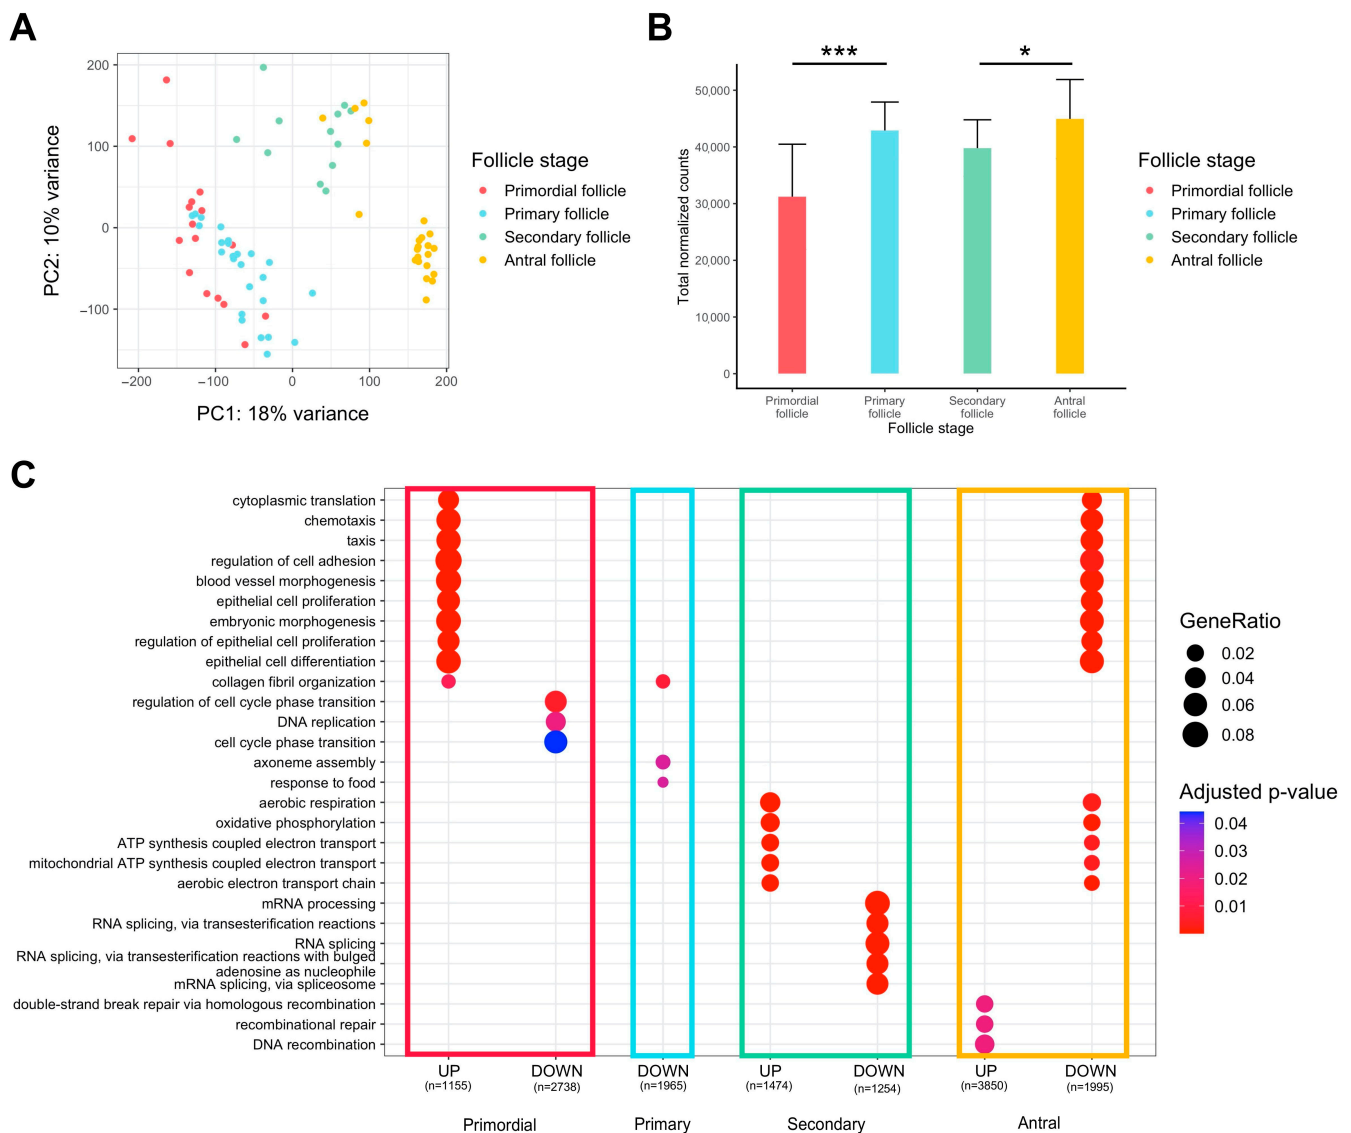 A
200
100
0
−100
−200
−100
0
100
200
PC2: 10% variance
PC1: 18% variance
Follicle stage
Primordial follicle
Primary follicle
Secondary follicle
Antral follicle
B
***
*
50,000
40,000
30,000
20,000
10,000
0
Total normalized counts
Primordial
follicle
Primary
follicle
Secondary
follicle
Antral
follicle
Follicle stage
Follicle stage
Primordial follicle
Primary follicle
Secondary follicle
Antral follicle
C
cytoplasmic translation
chemotaxis
taxis
regulation of cell adhesion
blood vessel morphogenesis
epithelial cell proliferation
embryonic morphogenesis
regulation of epithelial cell proliferation
epithelial cell differentiation
collagen fibril organization
regulation of cell cycle phase transition
DNA replication
cell cycle phase transition
axoneme assembly
response to food
aerobic respiration
oxidative phosphorylation
ATP synthesis coupled electron transport
mitochondrial ATP synthesis coupled electron transport
aerobic electron transport chain
mRNA processing
RNA splicing, via transesterification reactions
RNA splicing
RNA splicing, via transesterification reactions with bulged
adenosine as nucleophile
mRNA splicing, via spliceosome
double-strand break repair via homologous recombination
recombinational repair
DNA recombination
UP
(n=1155)
DOWN
(n=2738)
DOWN
(n=1965)
UP
(n=1474)
DOWN
(n=1254)
UP
(n=3850)
DOWN
(n=1995)
Primordial
Primary
Secondary
Antral
GeneRatio
0.02
0.04
0.06
0.08
Adjusted p-value
0.04
0.03
0.02
0.01